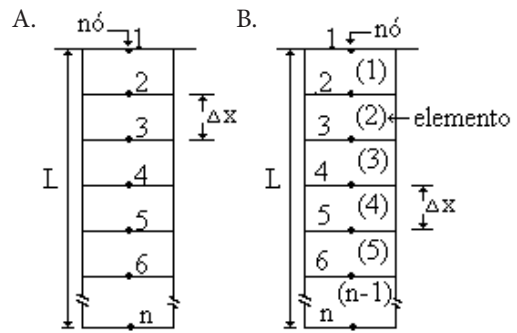 A.
nó
1
2
3
Δx
4
L
5
6
n
B.
1 nó
(1)
2
(2) elemento
3
(3)
4
L
(4)
Δx
5
(5)
6
(n-1)
n